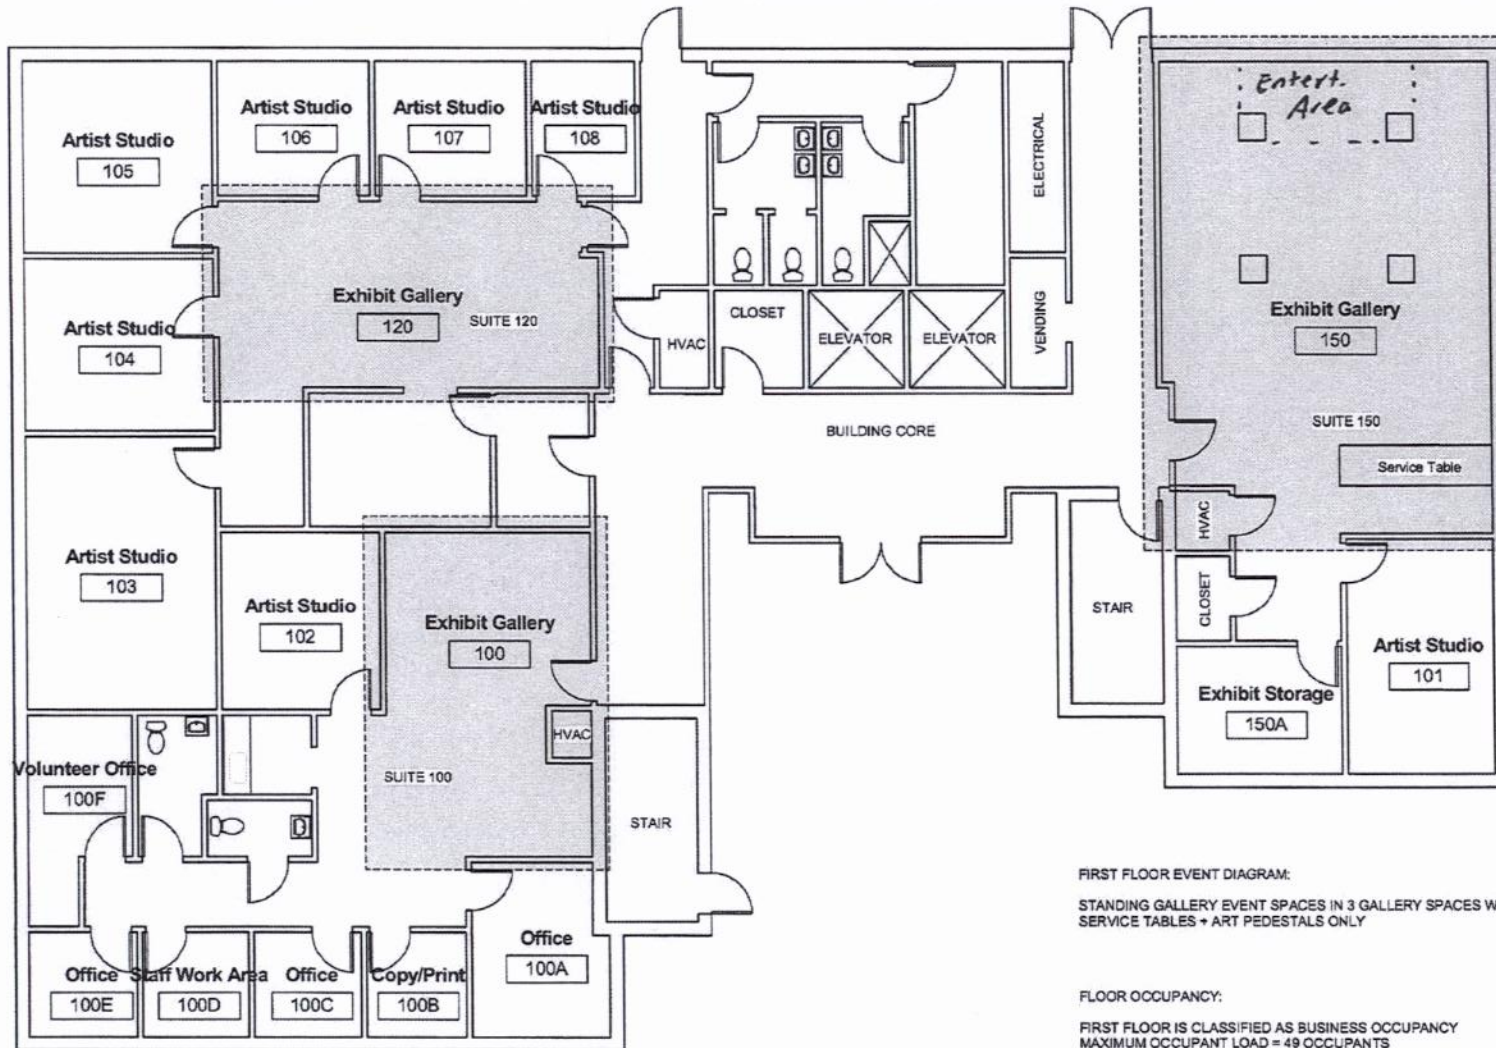 Artist Studio
105
Artist Studio
106
Artist Studio
107
Artist Studio
108
Artist Studio
104
Exhibit Gallery
120
SUITE 120
Artist Studio
103
Artist Studio
102
Exhibit Gallery
100
HVAC
SUITE 100
Volunteer Office
100F
Office
100E
Staff Work Area
100D
Office
100C
Copy/Print
100B
Office
100A
STAIR
HVAC
CLOSET
ELEVATOR
ELEVATOR
ELECTRICAL
VENDING
BUILDING CORE
Entert.
Area
Exhibit Gallery
150
SUITE 150
Service Table
HVAC
CLOSET
STAIR
Exhibit Storage
150A
Artist Studio
101
FIRST FLOOR EVENT DIAGRAM:
STANDING GALLERY EVENT SPACES IN 3 GALLERY SPACES W
SERVICE TABLES + ART PEDESTALS ONLY
FLOOR OCCUPANCY:
FIRST FLOOR IS CLASSIFIED AS BUSINESS OCCUPANCY
MAXIMUM OCCUPANT LOAD = 49 OCCUPANTS